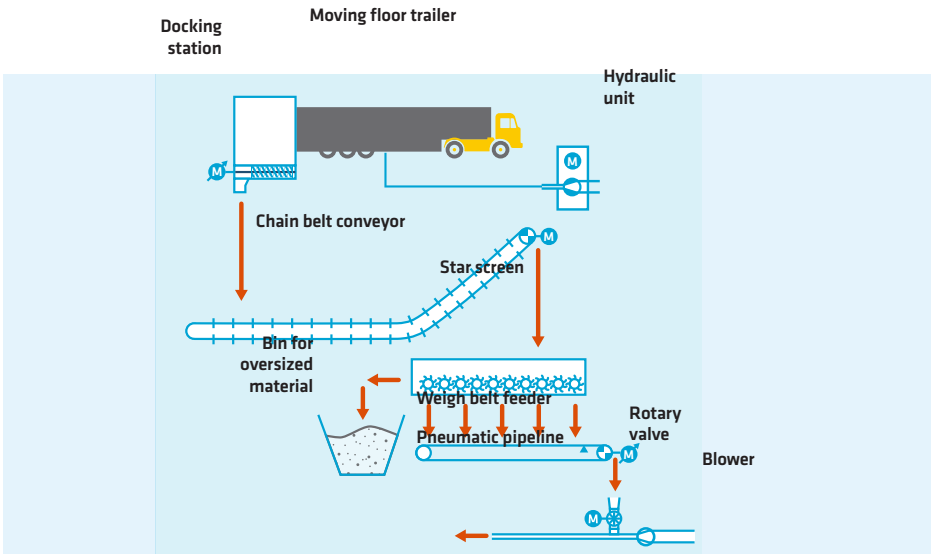 Moving floor trailer
Docking
station
Hydraulic
unit
M
M
Chain belt conveyor
M
Star screen
Bin for
oversized
material
Weigh belt feeder
Rotary
valve
Pneumatic pipeline
M
Blower
M